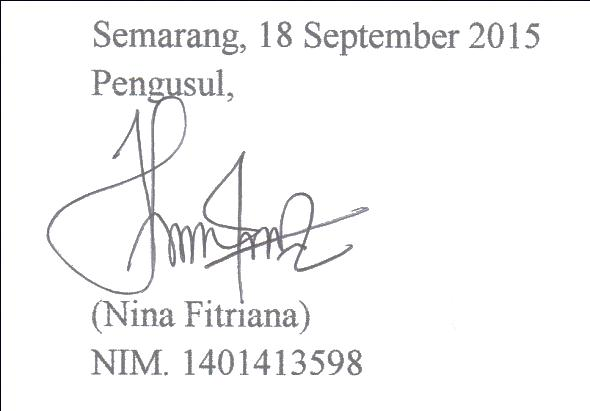 Semarang, 18 September 2015
Pengusul,
(Nina Fitriana)
NIM. 1401413598